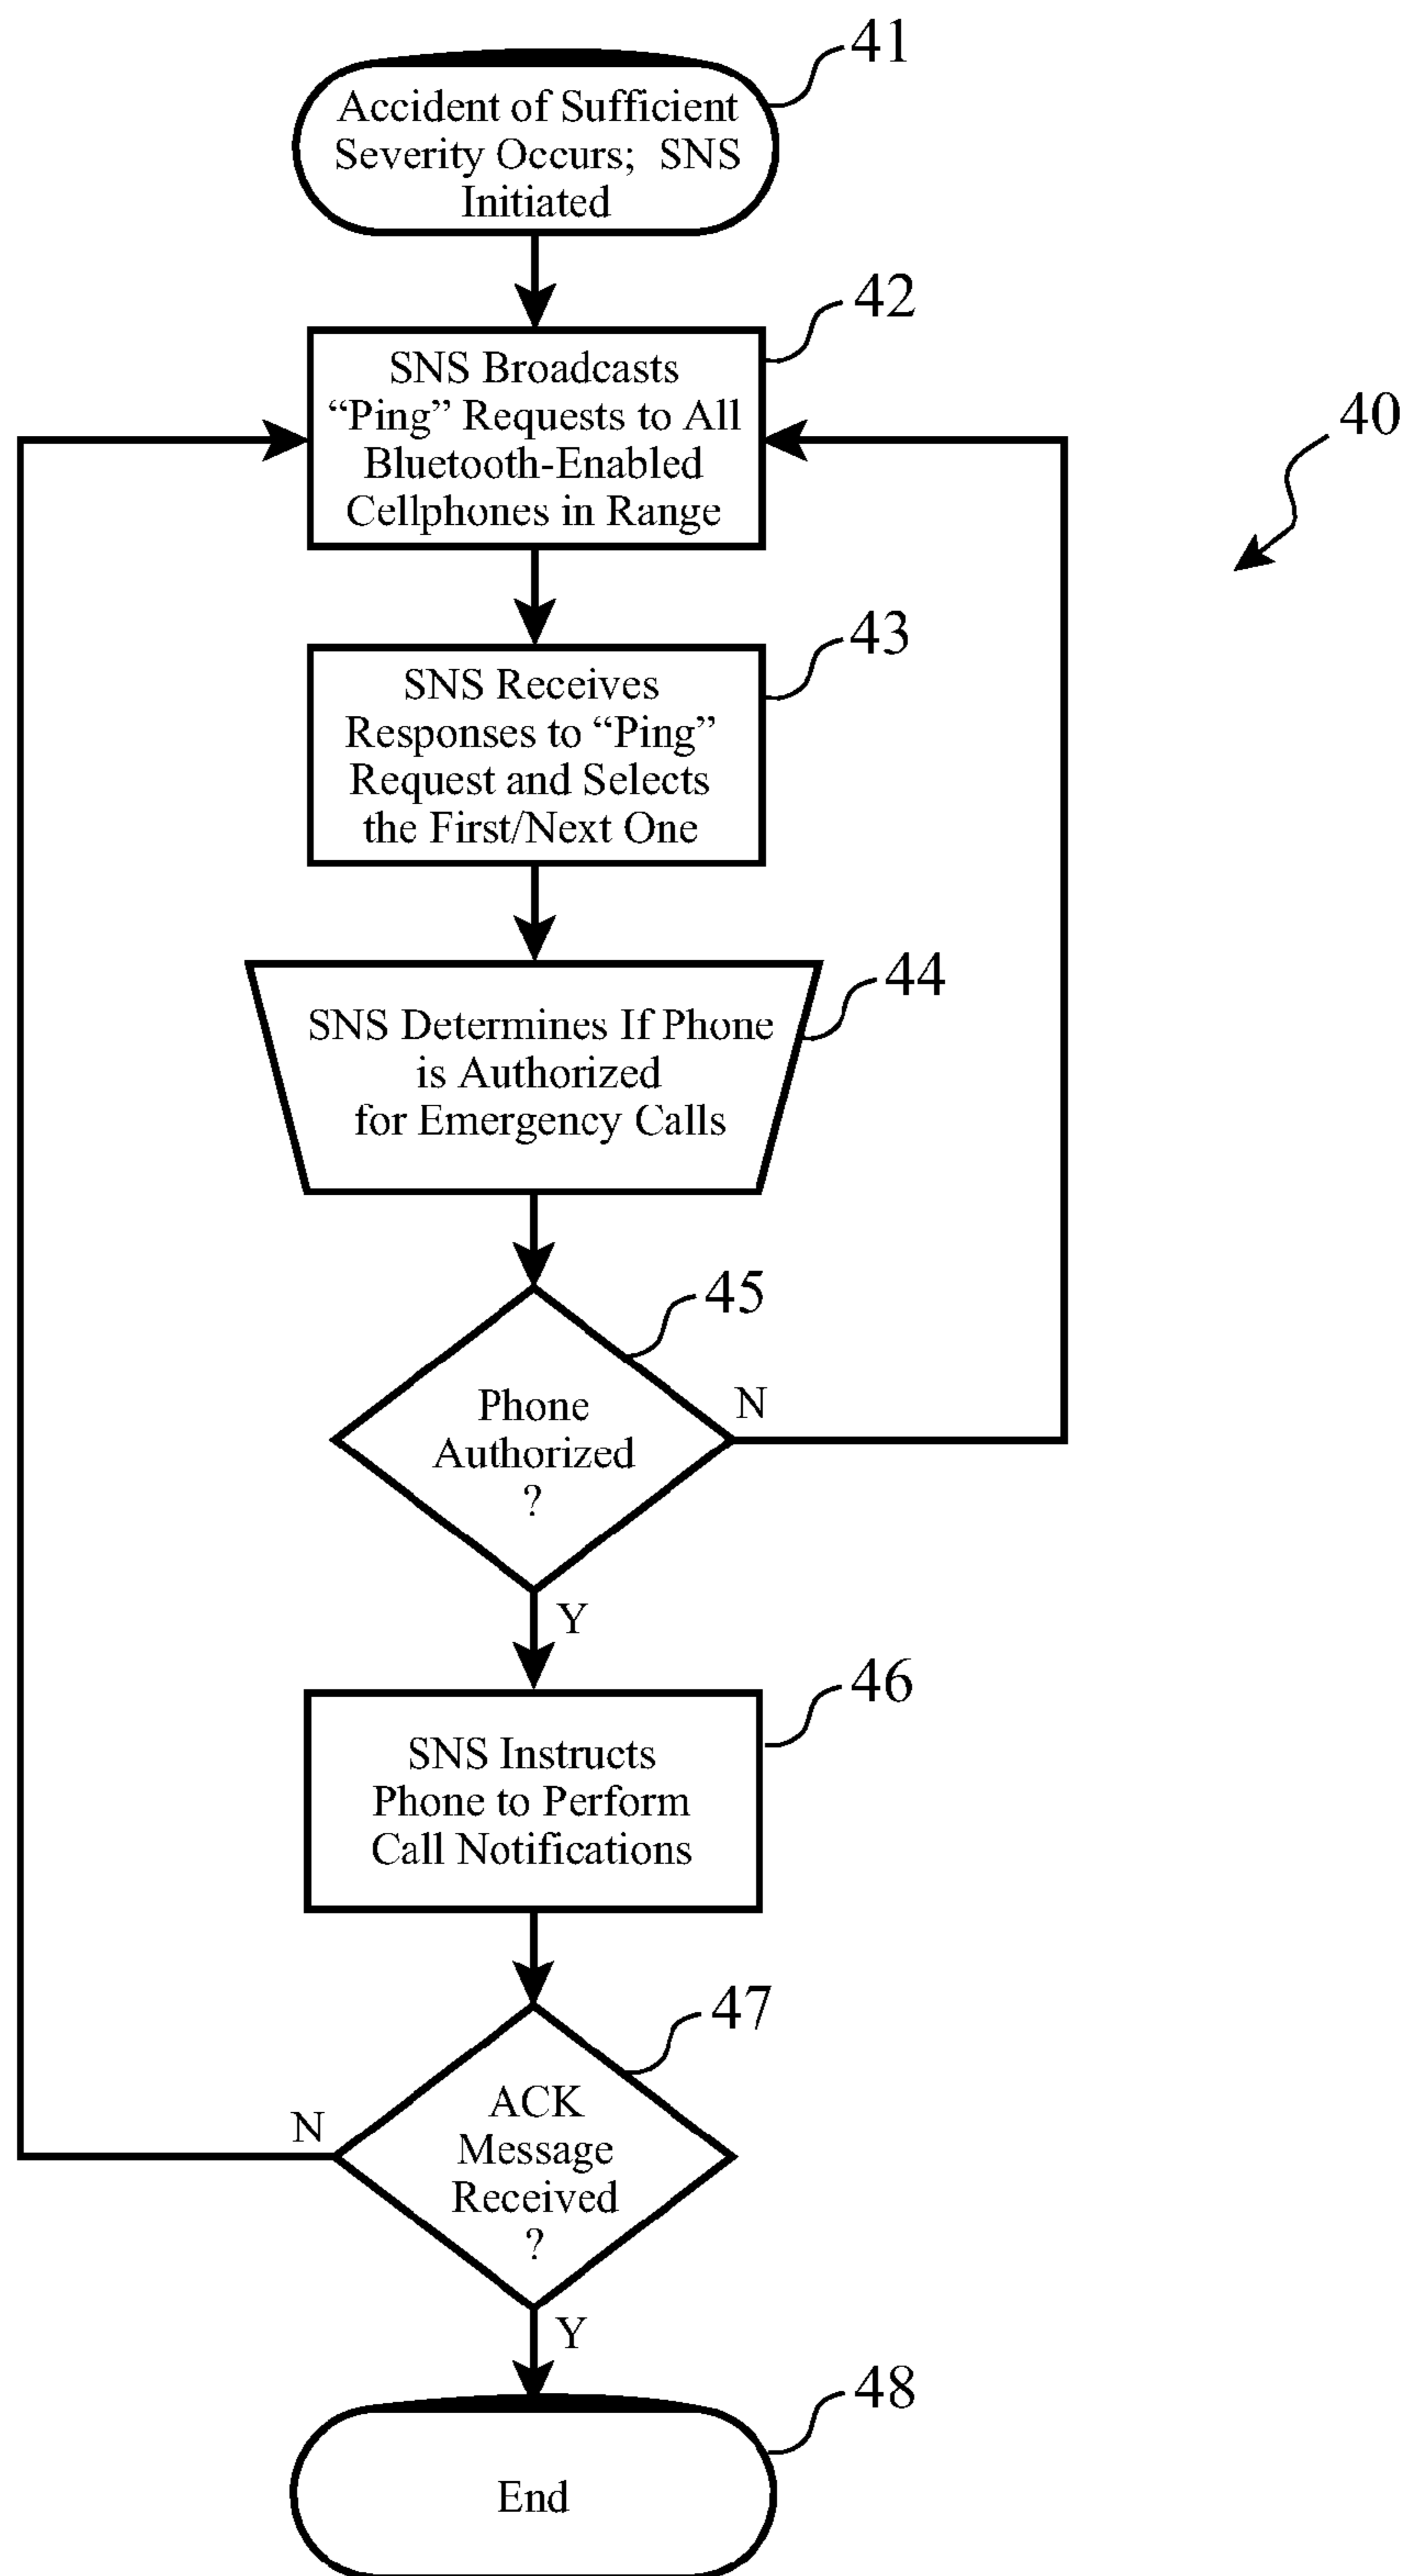 41
Accident of Sufficient
Severity Occurs; SNS
Initiated
42
SNS Broadcasts
“Ping” Requests to All
Bluetooth-Enabled
Cellphones in Range
40
43
SNS Receives
Responses to “Ping”
Request and Selects
the First/Next One
44
SNS Determines If Phone
is Authorized
for Emergency Calls
45
Phone
Authorized
?
N
Y
46
SNS Instructs
Phone to Perform
Call Notifications
47
ACK
Message
Received
?
N
Y
48
End